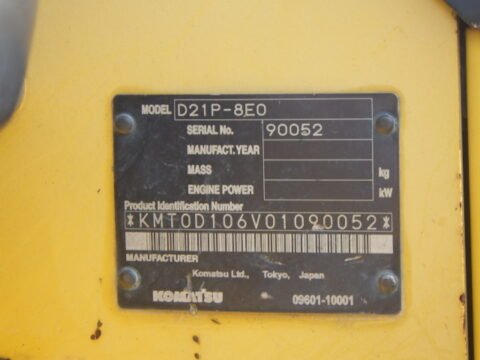 MODEL D21P-8E0
SERIAL No. 90052
MANUFACT. YEAR
MASS kg
ENGINE POWER kW
Product Identification Number
*KMT0D106V01090052*
MANUFACTURER
Komatsu Ltd., Tokyo, Japan
KOMATSU 09601-10001